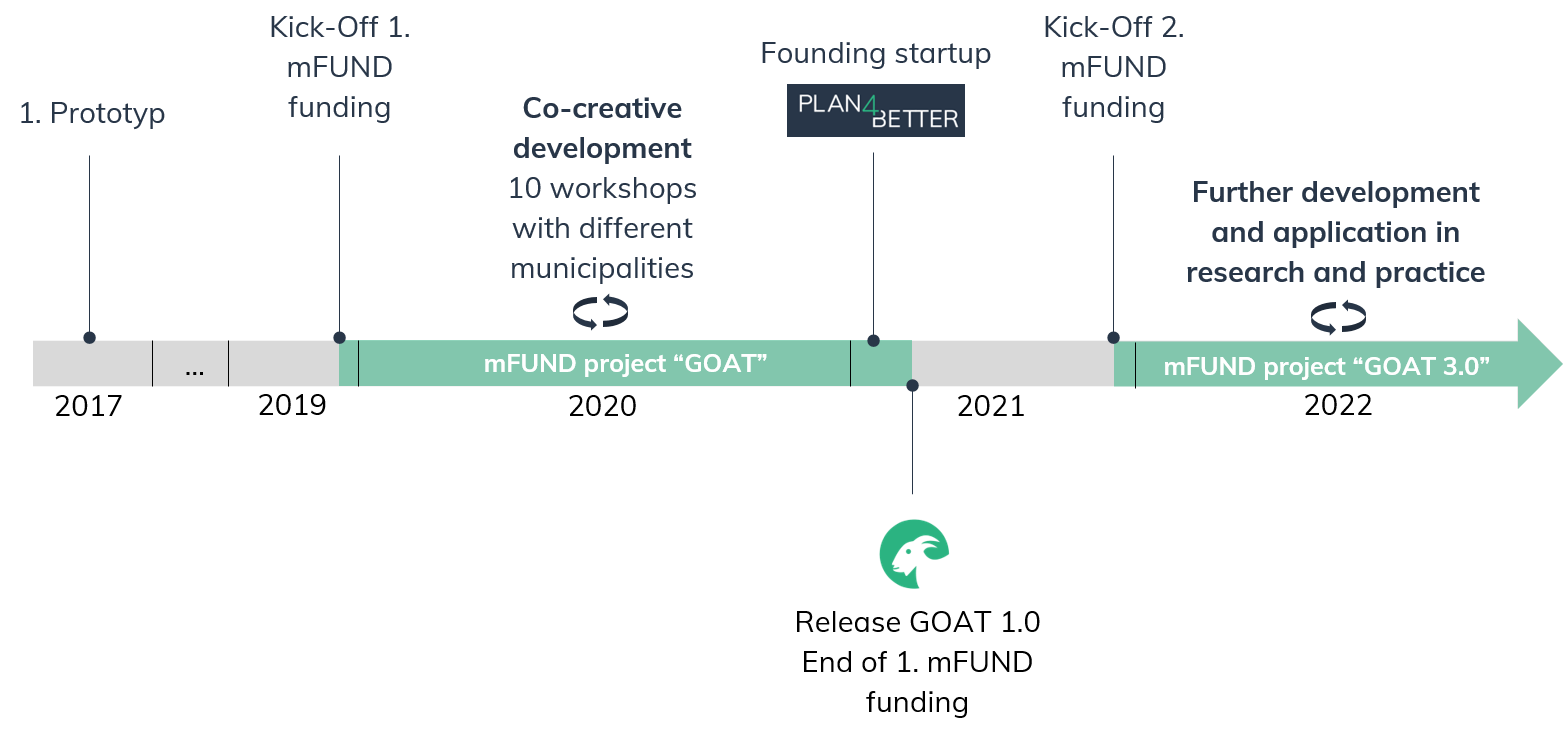 1. Prototyp
Kick-Off 1.
mFUND
funding
Co-creative
development
10 workshops
with different
municipalities
Founding startup
PLAN4
BETTER
Kick-Off 2.
mFUND
funding
Further development
and application in
research and practice
...
mFUND project “GOAT”
mFUND project “GOAT 3.0”
2017
2019
2020
2021
2022
Release GOAT 1.0
End of 1. mFUND
funding